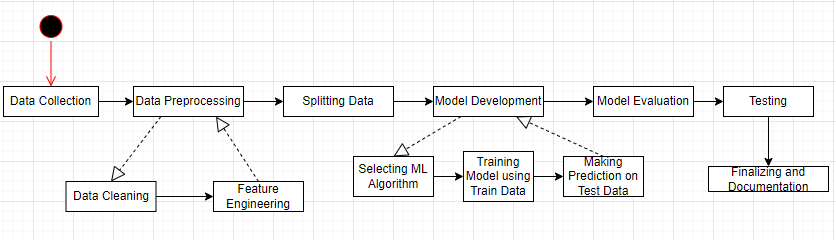 Data Collection
Data Preprocessing
Splitting Data
Model Development
Model Evaluation
Testing
Data Cleaning
Feature
Engineering
Selecting ML
Algorithm
Training
Model using
Train Data
Making
Prediction on
Test Data
Finalizing and
Documentation